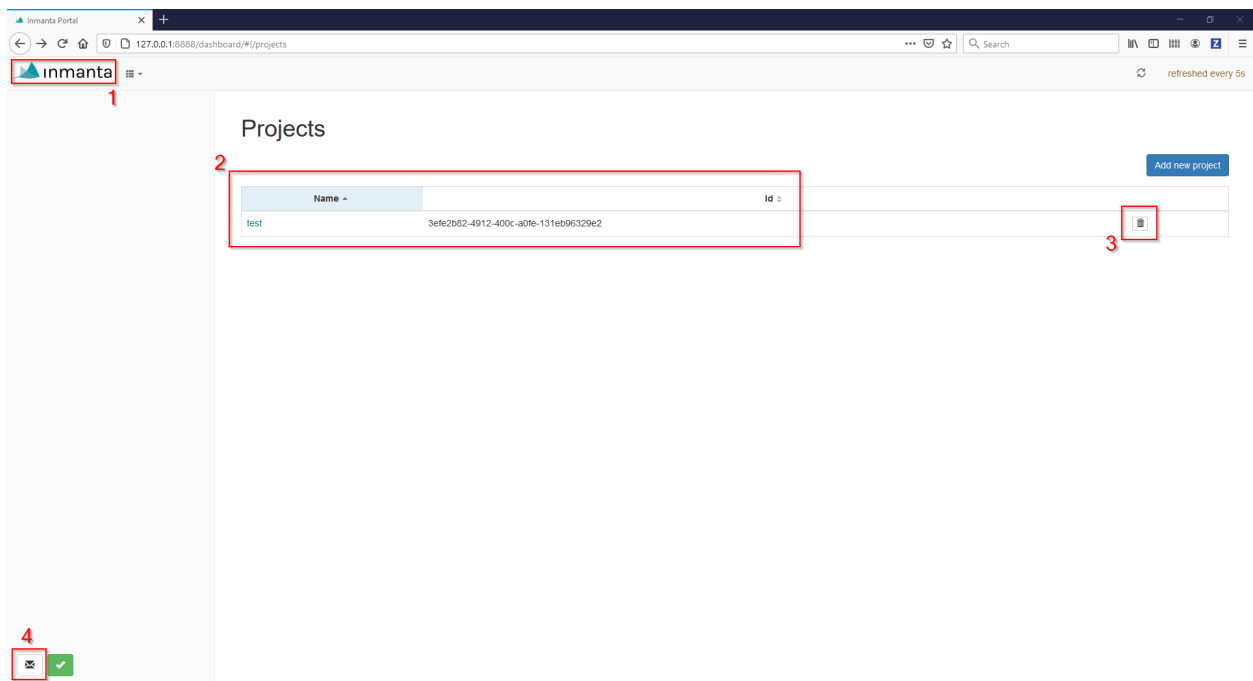 Inmanta Portal
127.0.0.1:8888/dashboard/#!/projects
Search
inmanta
refreshed every 5s
1
Projects
2
Add new project
Name
Id
test
3efe2b82-4912-400c-a0fe-131eb96329e2
3
4